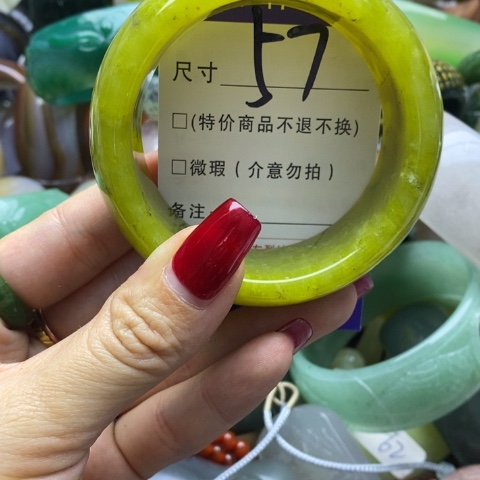 尺寸 57
□(特价商品不退不换)
□微瑕（介意勿拍）
备注